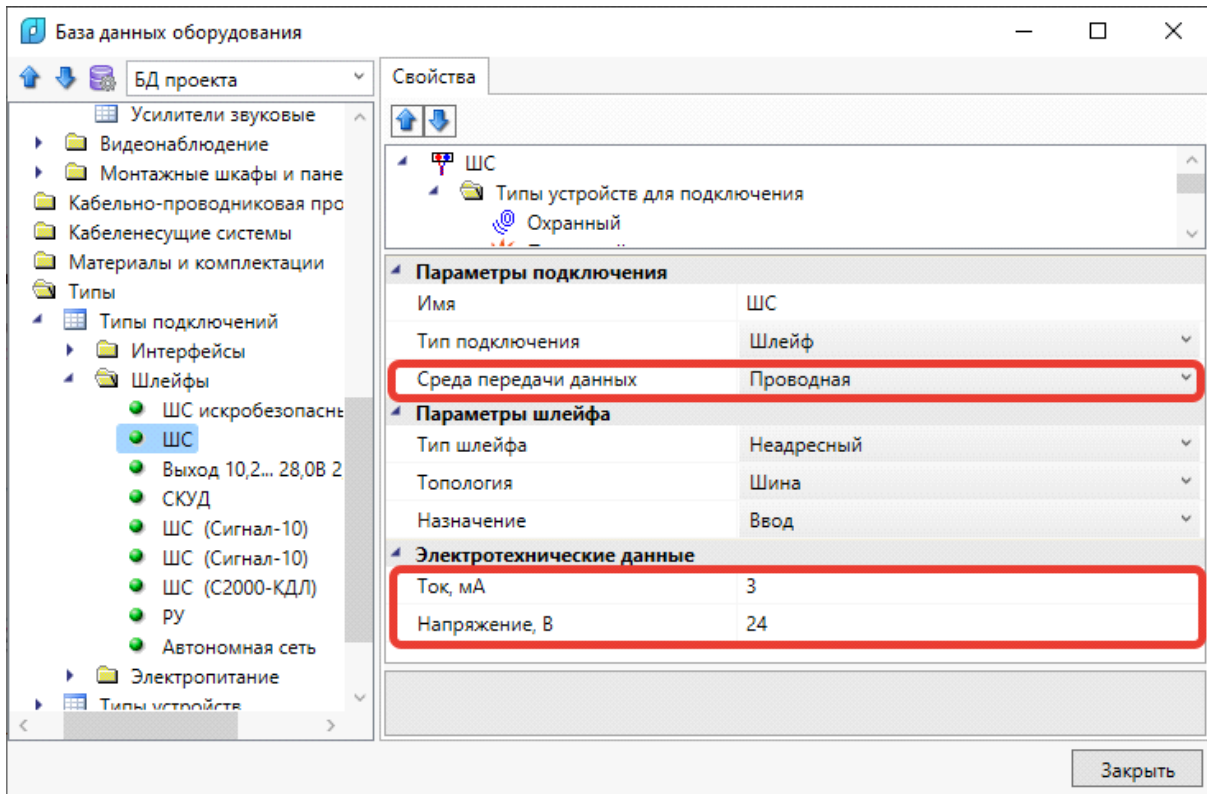 База данных оборудования
БД проекта
Усилители звуковые
Видеонаблюдение
Монтажные шкафы и пане
Кабельно-проводниковая про
Кабеленесущие системы
Материалы и комплектации
Типы
Типы подключений
Интерфейсы
Шлейфы
ШС искробезопаснь
ШС
Выход 10,2... 28,0В 2
СКУД
ШС (Сигнал-10)
ШС (Сигнал-10)
ШС (С2000-КДЛ)
РУ
Автономная сеть
Электропитание
Типы устройств
Свойства
ШС
Типы устройств для подключения
Охранный
Параметры подключения
Имя ШС
Тип подключения Шлейф
Среда передачи данных Проводная
Параметры шлейфа
Тип шлейфа Неадресный
Топология Шина
Назначение Ввод
Электротехнические данные
Ток, мА 3
Напряжение, В 24
Закрыть